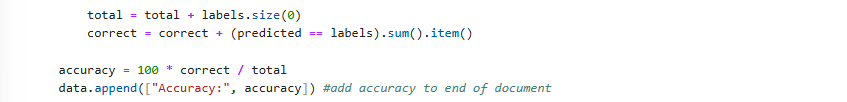 total = total + labels.size(0)
correct = correct + (predicted == labels).sum().item()
accuracy = 100 * correct / total
data.append(["Accuracy:", accuracy]) #add accuracy to end of document